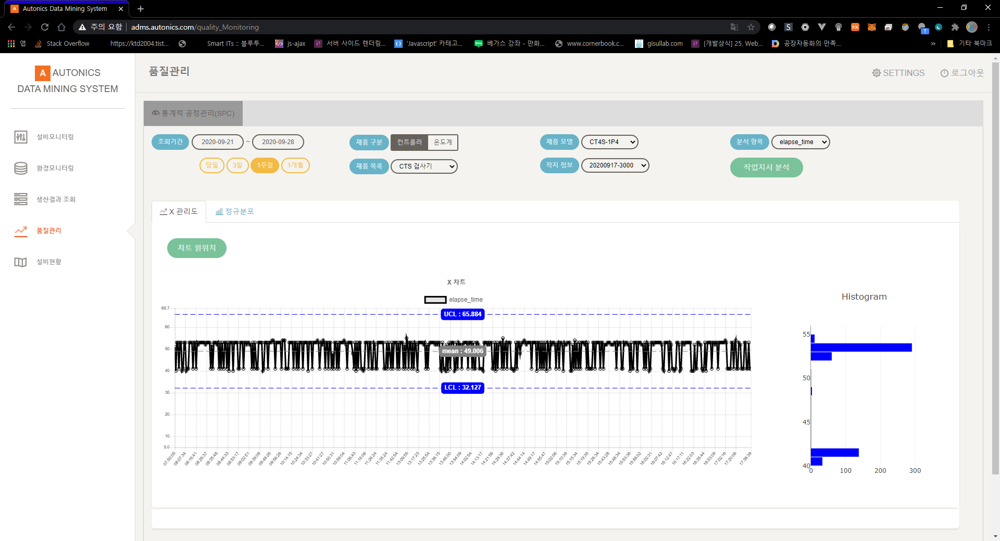 Autonics Data Mining System
주의 요함
adms.autonics.com/quality_Monitoring
앱
Stack Overflow
https://ktd2004.tist...
Smart ITs :: 블루투...
js-ajax
서버 사이드 렌더링...
'Javascript' 카테고...
베가스 강좌 - 만화...
www.cornerbook.c...
gisullab.com
[개발상식] 25. Web...
공장자동화의 만족...
»
기타 북마크
A AUTONICS
DATA MINING SYSTEM
설비모니터링
환경모니터링
생산결과 조회
품질관리
설비현황
품질관리
SETTINGS
로그아웃
통계적 공정관리(SPC)
조회기간 2020-09-21 ~ 2020-09-28
제품 구분 컨트롤러 온도계
제품 모델 CT4S-1P4
분석 항목 elapse_time
당일 3일 1주일 1개월
제품 목록 CTS 검사기
작지 정보 20200917-3000
작업지시 분석
X 관리도
정규분포
차트 원위치
X 차트
elapse_time
UCL : 65.884
mean : 49.006
LCL : 32.127
68.7
60
50
40
30
20
10
5.0
07:50:05 08:07:34 08:16:41 08:26:37 08:35:48 08:44:33 08:53:17 09:02:51 09:39:09 09:48:26 09:56:26 10:14:15 10:24:34 10:33:27 10:41:27 10:50:31 10:59:04 11:06:43 11:16:06 11:26:24 11:35:24 11:42:54 13:09:55 13:17:23 13:25:54 13:38:15 13:46:00 13:54:09 14:02:54 14:13:17 14:21:56 14:28:36 14:37:42 14:44:14 14:49:17 14:55:47 15:02:06 15:10:39 15:15:34 15:19:35 15:26:34 15:43:28 15:48:34 15:53:38 15:58:02 16:02:31 16:07:42 16:12:47 16:17:11 16:22:03 16:35:44 16:53:09 17:02:16 17:20:06 17:38:39
Histogram
55
50
45
40
0 100 200 300